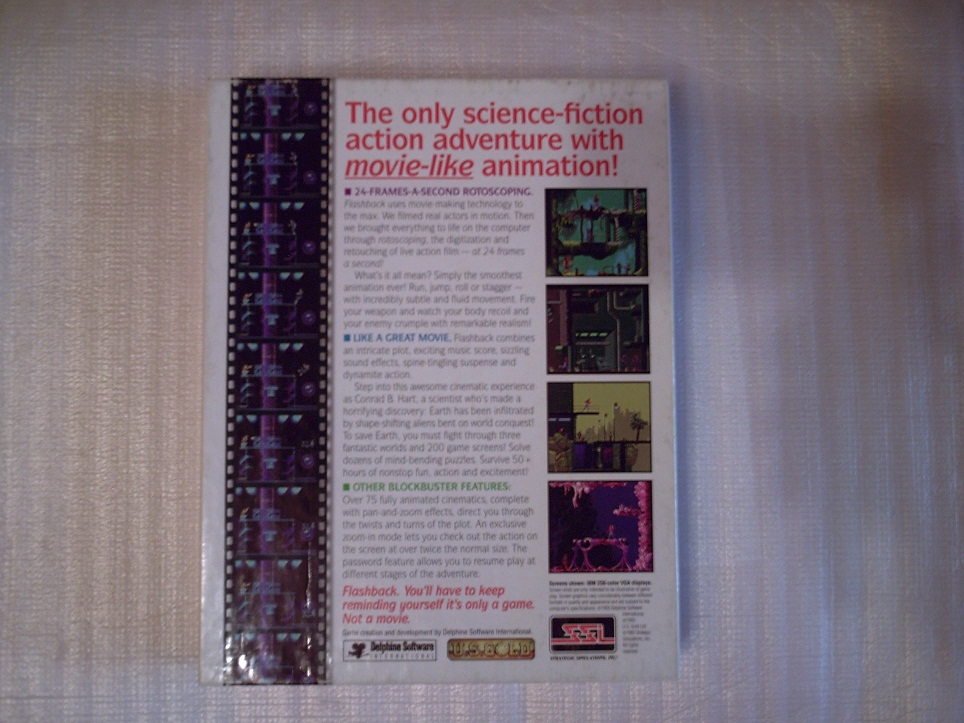 The only science-fiction
action adventure with
movie-like animation!
■ 24-FRAMES-A-SECOND ROTOSCOPING.
Flashback uses movie-making technology to
the max. We filmed real actors in motion. Then
we brought everything to life on the computer
through rotoscoping, the digitization and
retouching of live action film — at 24 frames
a second!
What's it all mean? Simply the smoothest
animation ever! Run, jump, roll or stagger —
with incredibly subtle and fluid movement. Fire
your weapon and watch your body recoil and
your enemy crumple with remarkable realism!
■ LIKE A GREAT MOVIE, Flashback combines
an intricate plot, exciting music score, sizzling
sound effects, spine-tingling suspense and
dynamite action.
Step into this awesome cinematic experience
as Conrad B. Hart, a scientist who's made a
horrifying discovery: Earth has been infiltrated
by shape-shifting aliens bent on world conquest!
To save Earth, you must fight through three
fantastic worlds and 200 game screens! Solve
dozens of mind-bending puzzles. Survive 50+
hours of nonstop fun, action and excitement!
■ OTHER BLOCKBUSTER FEATURES:
Over 75 fully animated cinematics, complete
with pan-and-zoom effects, direct you through
the twists and turns of the plot. An exclusive
zoom-in mode lets you check out the action on
the screen at over twice the normal size. The
password feature allows you to resume play at
different stages of the adventure.
Flashback. You'll have to keep
reminding yourself it's only a game.
Not a movie.
Game creation and development by Delphine Software International.
Delphine Software
INTERNATIONAL
U.S. GOLD
Screens shown: IBM 256-color VGA displays.
SSI
STRATEGIC SIMULATIONS, INC.